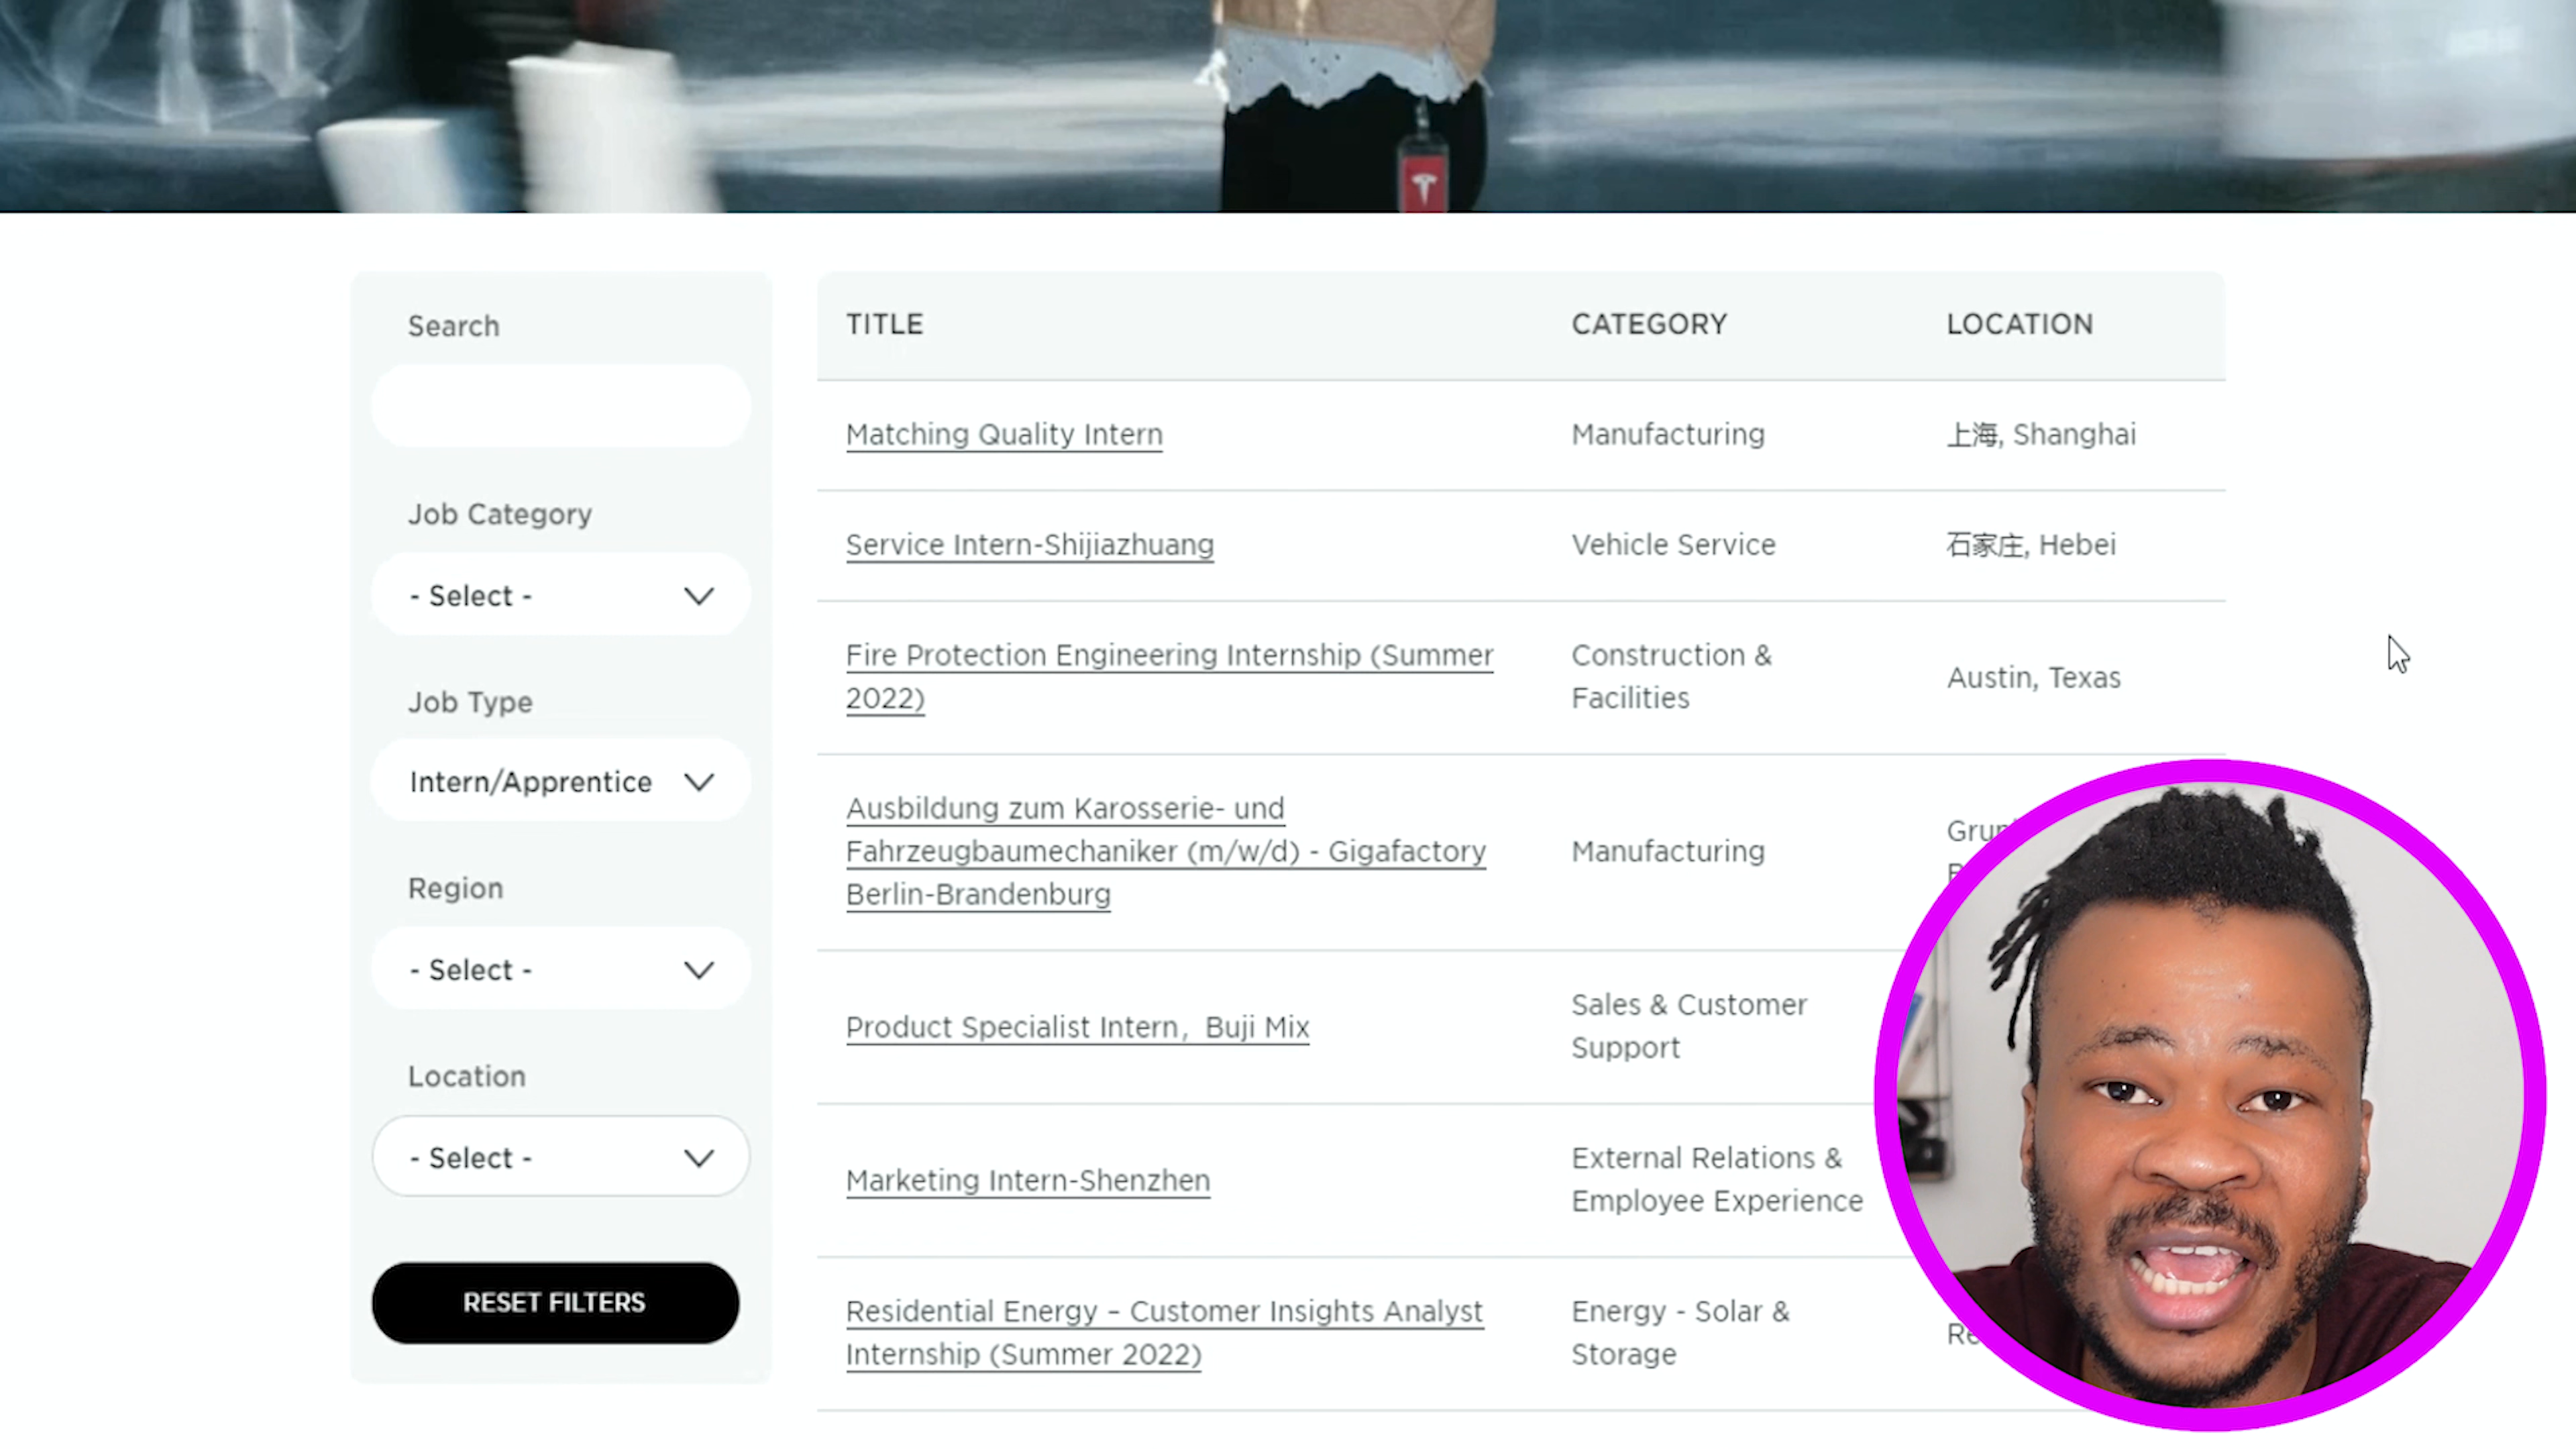 Search
Job Category
- Select -
Job Type
Intern/Apprentice
Region
- Select -
Location
- Select -
RESET FILTERS
TITLE CATEGORY LOCATION
Matching Quality Intern Manufacturing 上海, Shanghai
Service Intern-Shijiazhuang Vehicle Service 石家庄, Hebei
Fire Protection Engineering Internship (Summer
2022)
Construction &
Facilities
Austin, Texas
Ausbildung zum Karosserie- und
Fahrzeugbaumechaniker (m/w/d) - Gigafactory
Berlin-Brandenburg
Manufacturing
Product Specialist Intern，Buji Mix
Sales & Customer
Support
Marketing Intern-Shenzhen
External Relations &
Employee Experience
Residential Energy – Customer Insights Analyst
Internship (Summer 2022)
Energy - Solar &
Storage